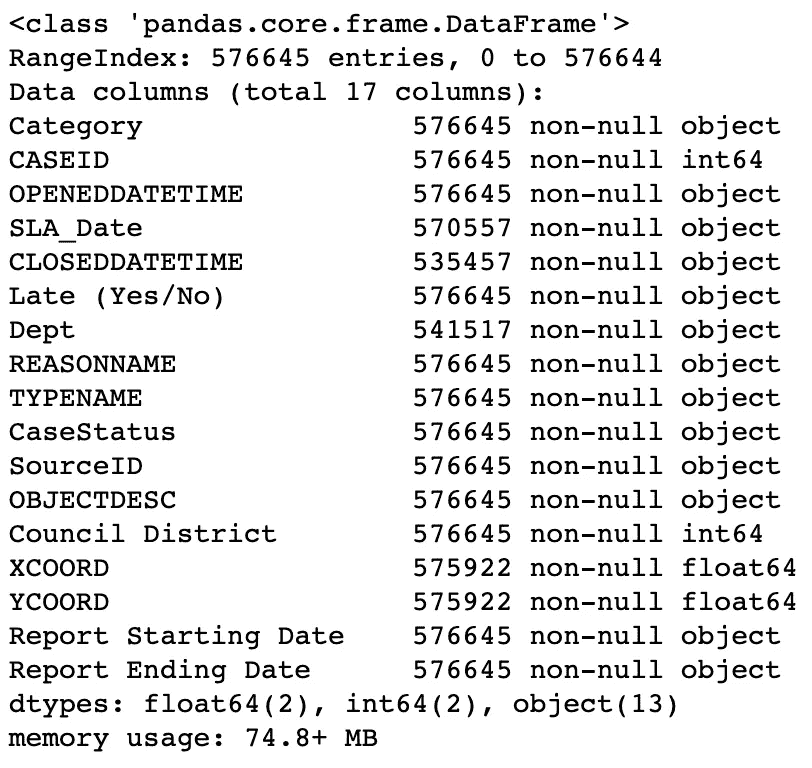 <class 'pandas.core.frame.DataFrame'>
RangeIndex: 576645 entries, 0 to 576644
Data columns (total 17 columns):
Category                576645 non-null object
CASEID                  576645 non-null int64
OPENEDDATETIME          576645 non-null object
SLA_Date                570557 non-null object
CLOSEDDATETIME          535457 non-null object
Late (Yes/No)           576645 non-null object
Dept                    541517 non-null object
REASONNAME              576645 non-null object
TYPENAME                576645 non-null object
CaseStatus              576645 non-null object
SourceID                576645 non-null object
OBJECTDESC              576645 non-null object
Council District        576645 non-null int64
XCOORD                  575922 non-null float64
YCOORD                  575922 non-null float64
Report Starting Date    576645 non-null object
Report Ending Date      576645 non-null object
dtypes: float64(2), int64(2), object(13)
memory usage: 74.8+ MB